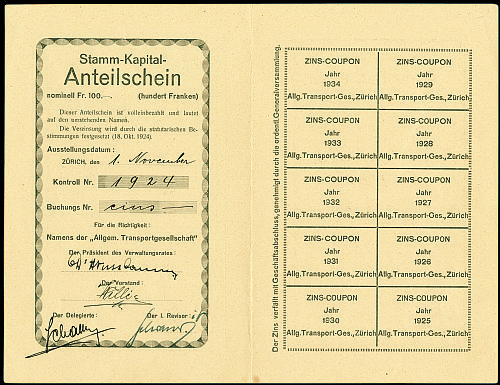 Stamm-Kapital-
Anteilschein
nominell Fr. 100.—. (hundert Franken)
Dieser Anteilschein ist volleinbezahlt und lautet
auf den umstehenden Namen.
Die Verzinsung wird durch die statutarischen Be-
stimmungen festgesetzt (18. Okt. 1924).
Ausstellungsdatum:
ZÜRICH, den 1. November
Kontroll Nr. 1924
Buchungs Nr. eins
Für die Richtigkeit:
Namens der „Allgem. Transportgesellschaft"
Der Präsident des Verwaltungsrates:
Der Vorstand:
Der Delegierte: Der I. Revisor:
Der Zins verfällt mit Geschäftsabschluss, genehmigt durch die ordentl. Generalversammlung.
ZINS-COUPON
Jahr
1934
Allg.Transport-Ges., Zürich
ZINS-COUPON
Jahr
1929
Allg.Transport-Ges., Zürich
ZINS-COUPON
Jahr
1933
Allg.Transport-Ges., Zürich
ZINS-COUPON
Jahr
1928
Allg.Transport-Ges., Zürich
ZINS-COUPON
Jahr
1932
Allg.Transport-Ges., Zürich
ZINS-COUPON
Jahr
1927
Allg.Transport-Ges., Zürich
ZINS-COUPON
Jahr
1931
Allg.Transport-Ges., Zürich
ZINS-COUPON
Jahr
1926
Allg.Transport-Ges., Zürich
ZINS-COUPON
Jahr
1930
Allg.Transport-Ges., Zürich
ZINS-COUPON
Jahr
1925
Allg.Transport-Ges., Zürich